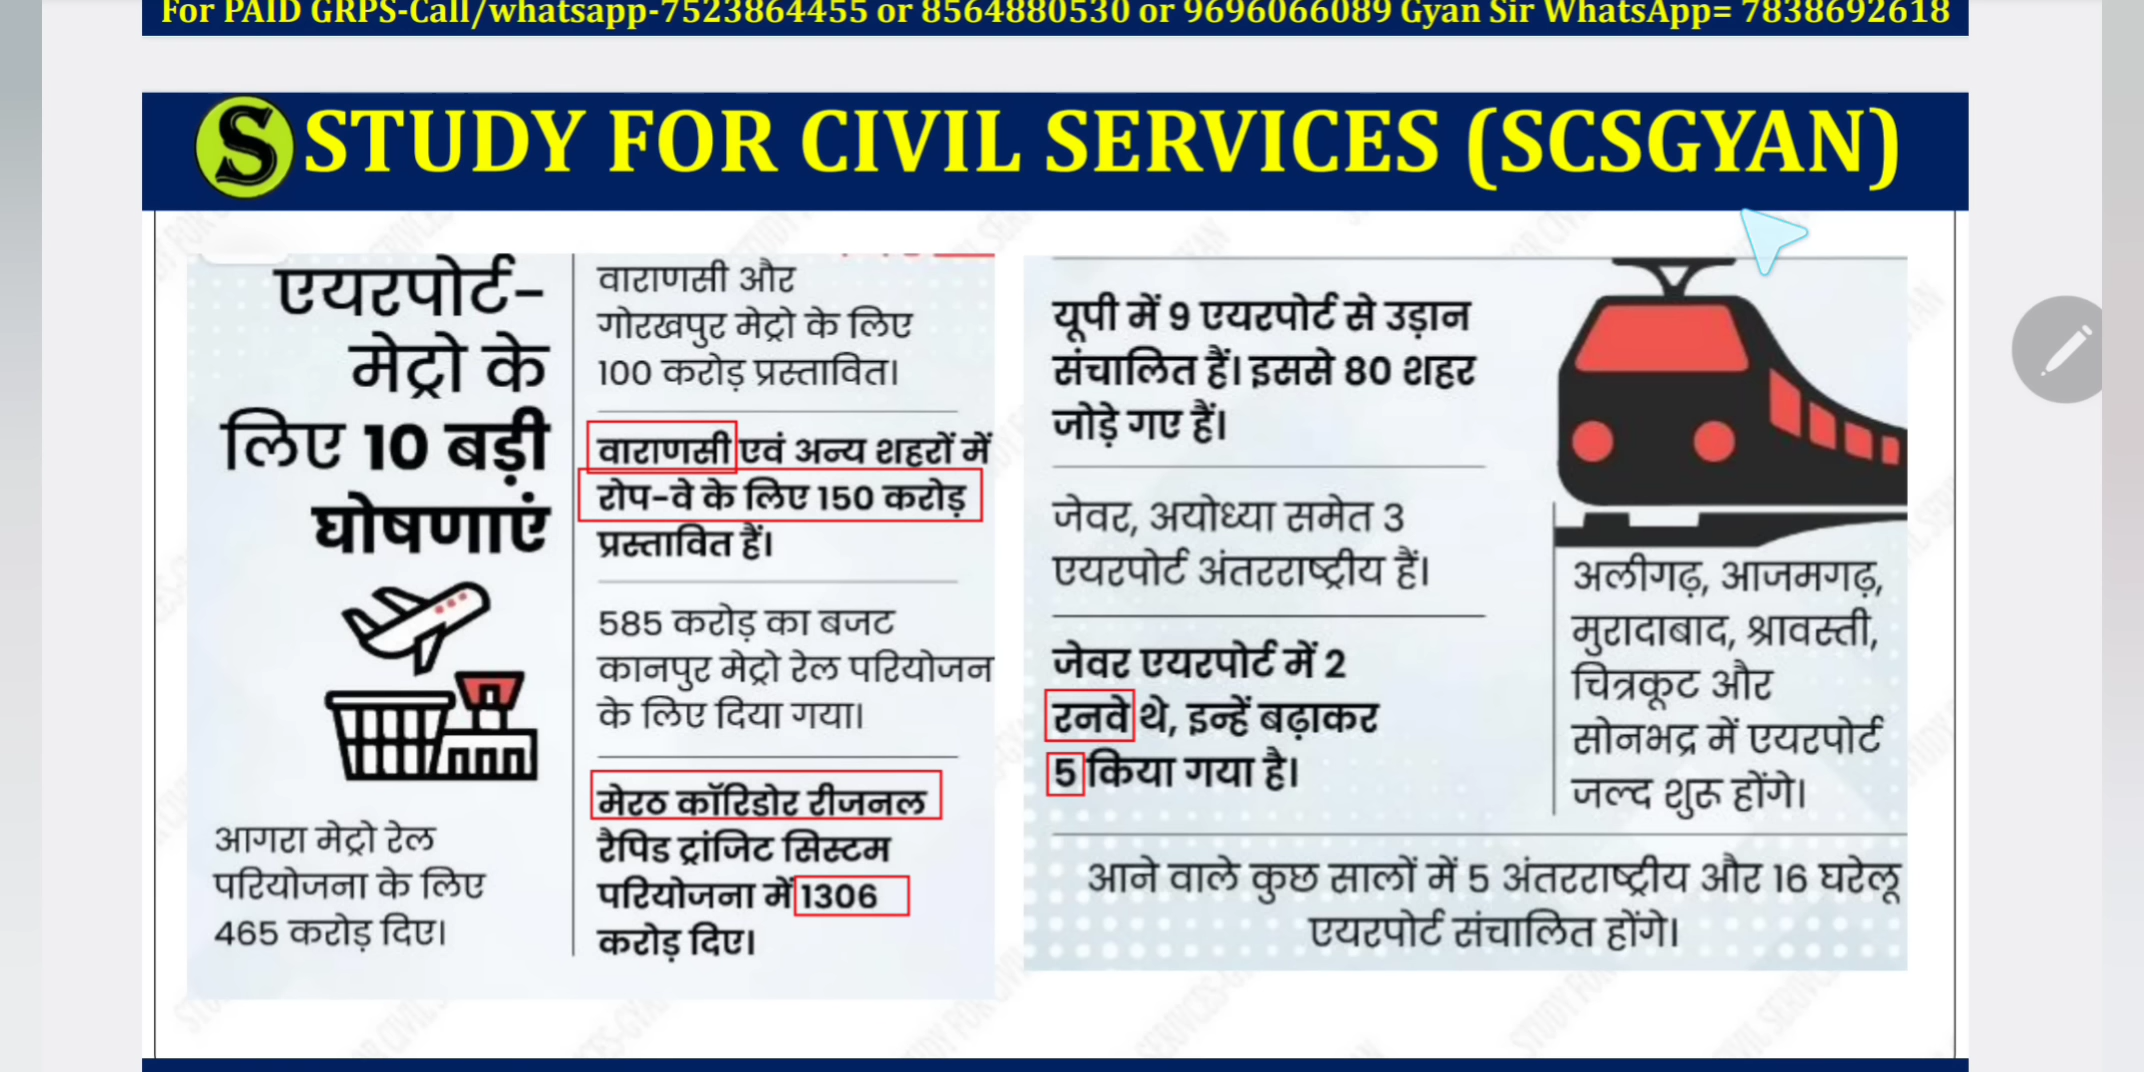 For PAID GRPS-Call/whatsapp-7523864455 or 8564880530 or 9696066089 Gyan Sir WhatsApp= 7838692618
S STUDY FOR CIVIL SERVICES (SCSGYAN)
एयरपोर्ट-
मेट्रो के
लिए 10 बड़ी
घोषणाएं
आगरा मेट्रो रेल
परियोजना के लिए
465 करोड़ दिए।
वाराणसी और
गोरखपुर मेट्रो के लिए
100 करोड़ प्रस्तावित।
वाराणसी एवं अन्य शहरों में
रोप-वे के लिए 150 करोड़
प्रस्तावित हैं।
585 करोड़ का बजट
कानपुर मेट्रो रेल परियोजन
के लिए दिया गया।
मेरठ कॉरिडोर रीजनल
रैपिड ट्रांजिट सिस्टम
परियोजना में 1306
करोड़ दिए।
यूपी में 9 एयरपोर्ट से उड़ान
संचालित हैं। इससे 80 शहर
जोड़े गए हैं।
जेवर, अयोध्या समेत 3
एयरपोर्ट अंतरराष्ट्रीय हैं।
जेवर एयरपोर्ट में 2
रनवे थे, इन्हें बढ़ाकर
5 किया गया है।
अलीगढ़, आजमगढ़,
मुरादाबाद, श्रावस्ती,
चित्रकूट और
सोनभद्र में एयरपोर्ट
जल्द शुरू होंगे।
आने वाले कुछ सालों में 5 अंतरराष्ट्रीय और 16 घरेलू
एयरपोर्ट संचालित होंगे।